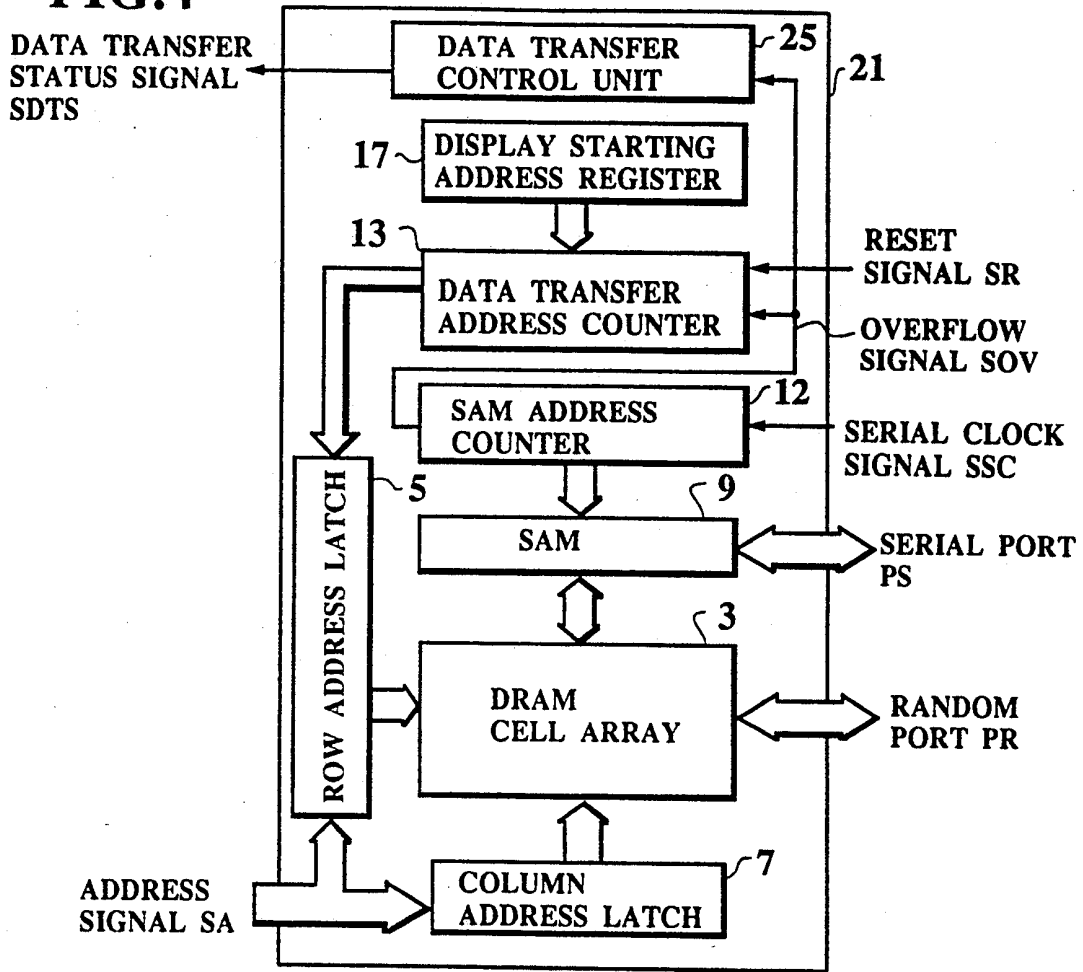 FIG. 4
DATA TRANSFER
STATUS SIGNAL
SDTS
DATA TRANSFER
CONTROL UNIT
25
21
17
DISPLAY STARTING
ADDRESS REGISTER
13
DATA TRANSFER
ADDRESS COUNTER
RESET
SIGNAL SR
OVERFLOW
SIGNAL SOV
12
SAM ADDRESS
COUNTER
SERIAL CLOCK
SIGNAL SSC
5
ROW ADDRESS LATCH
9
SAM
SERIAL PORT
PS
3
DRAM
CELL ARRAY
RANDOM
PORT PR
7
COLUMN
ADDRESS LATCH
ADDRESS
SIGNAL SA